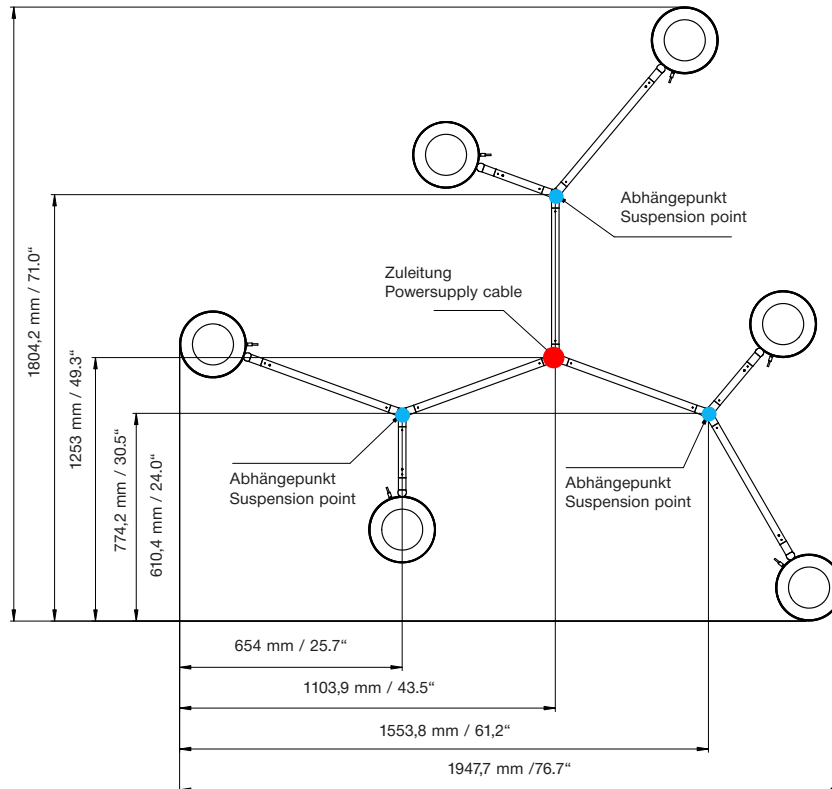 Abhängepunkt
Suspension point
Zuleitung
Powersupply cable
1804,2 mm / 71.0“
1253 mm / 49.3“
774,2 mm / 30.5“
610,4 mm / 24.0“
Abhängepunkt
Suspension point
Abhängepunkt
Suspension point
654 mm / 25.7“
1103,9 mm / 43.5“
1553,8 mm / 61,2“
1947,7 mm /76.7“